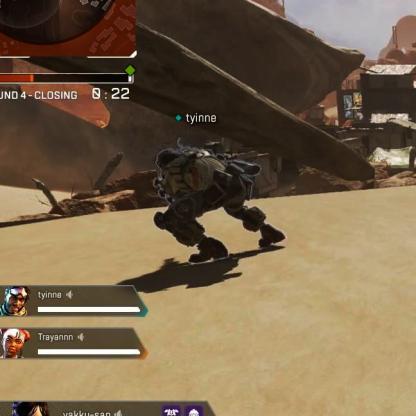 UND 4 - CLOSING 0:22
tyinne
tyinne
Trayannn
yakku-san